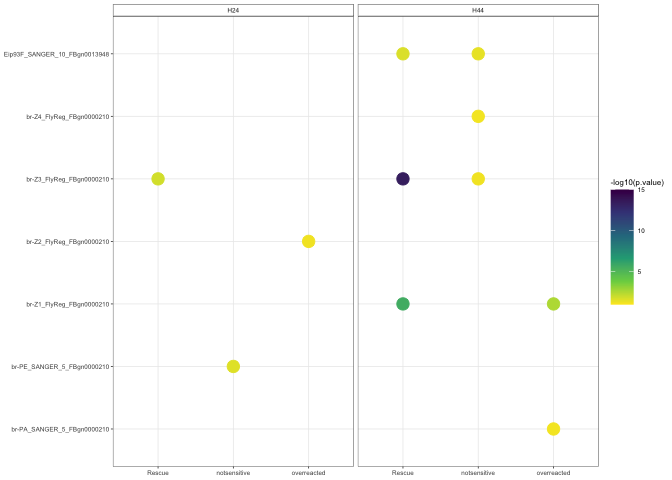 H24
H44
Eip93F_SANGER_10_FBgn0013948
br-Z4_FlyReg_FBgn0000210
br-Z3_FlyReg_FBgn0000210
br-Z2_FlyReg_FBgn0000210
br-Z1_FlyReg_FBgn0000210
br-PE_SANGER_5_FBgn0000210
br-PA_SANGER_5_FBgn0000210
Rescue notsensitive overreacted
Rescue notsensitive overreacted
-log10(p.value)
15
10
5